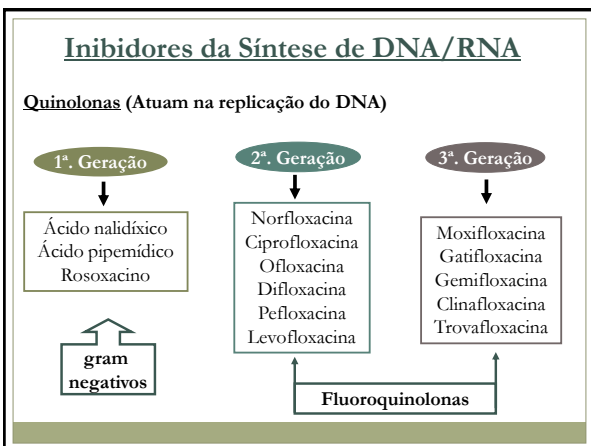 Inibidores da Síntese de DNA/RNA
Quinolonas (Atuam na replicação do DNA)
1ª. Geração
2ª. Geração
3ª. Geração
Ácido nalidíxico
Ácido pipemídico
Rosoxacino
Norfloxacina
Ciprofloxacina
Ofloxacina
Difloxacina
Pefloxacina
Levofloxacina
Moxifloxacina
Gatifloxacina
Gemifloxacina
Clinafloxacina
Trovafloxacina
gram
negativos
Fluoroquinolonas